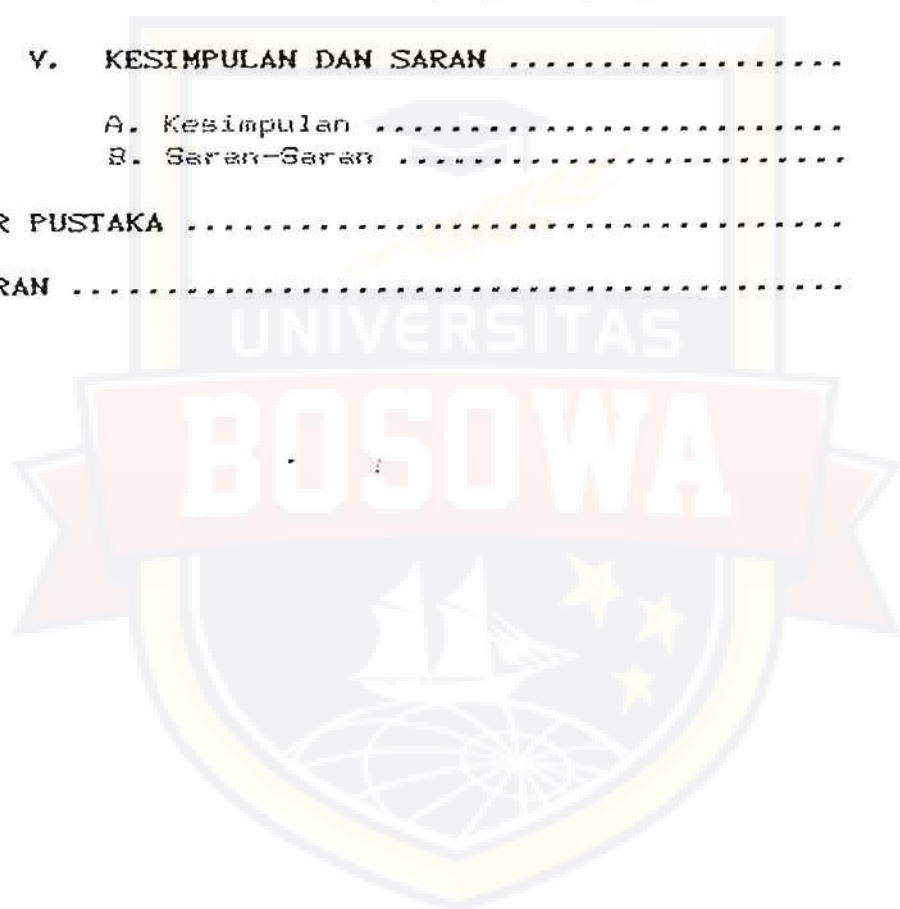 V. KESIMPULAN DAN SARAN ..................
A. Kesimpulan ........................
B. Saran-Saran .......................
R PUSTAKA .................................
RAN .......................................
UNIVERSITAS
BOSOWA